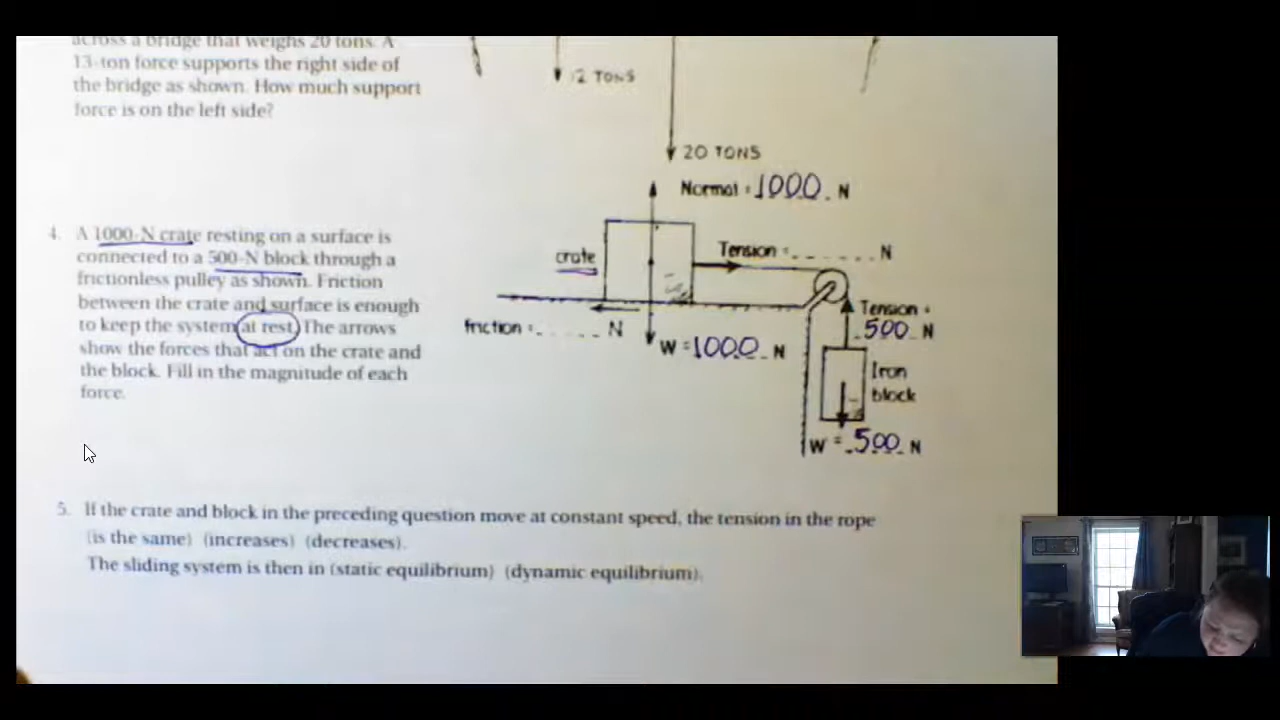 across a bridge that weighs 20 tons. A
13-ton force supports the right side of
the bridge as shown. How much support
force is on the left side?
12 TONS
20 TONS
4. A 1000-N crate resting on a surface is
connected to a 500-N block through a
frictionless pulley as shown. Friction
between the crate and surface is enough
to keep the system at rest. The arrows
show the forces that act on the crate and
the block. Fill in the magnitude of each
force.
Normal = 1000 N
crate
Tension = _ _ _ _ _ _ N
friction = _ _ _ _ _ N
W = 1000 N
Tension =
500 N
Iron
block
W = 500 N
5. If the crate and block in the preceding question move at constant speed, the tension in the rope
(is the same) (increases) (decreases).
The sliding system is then in (static equilibrium) (dynamic equilibrium).